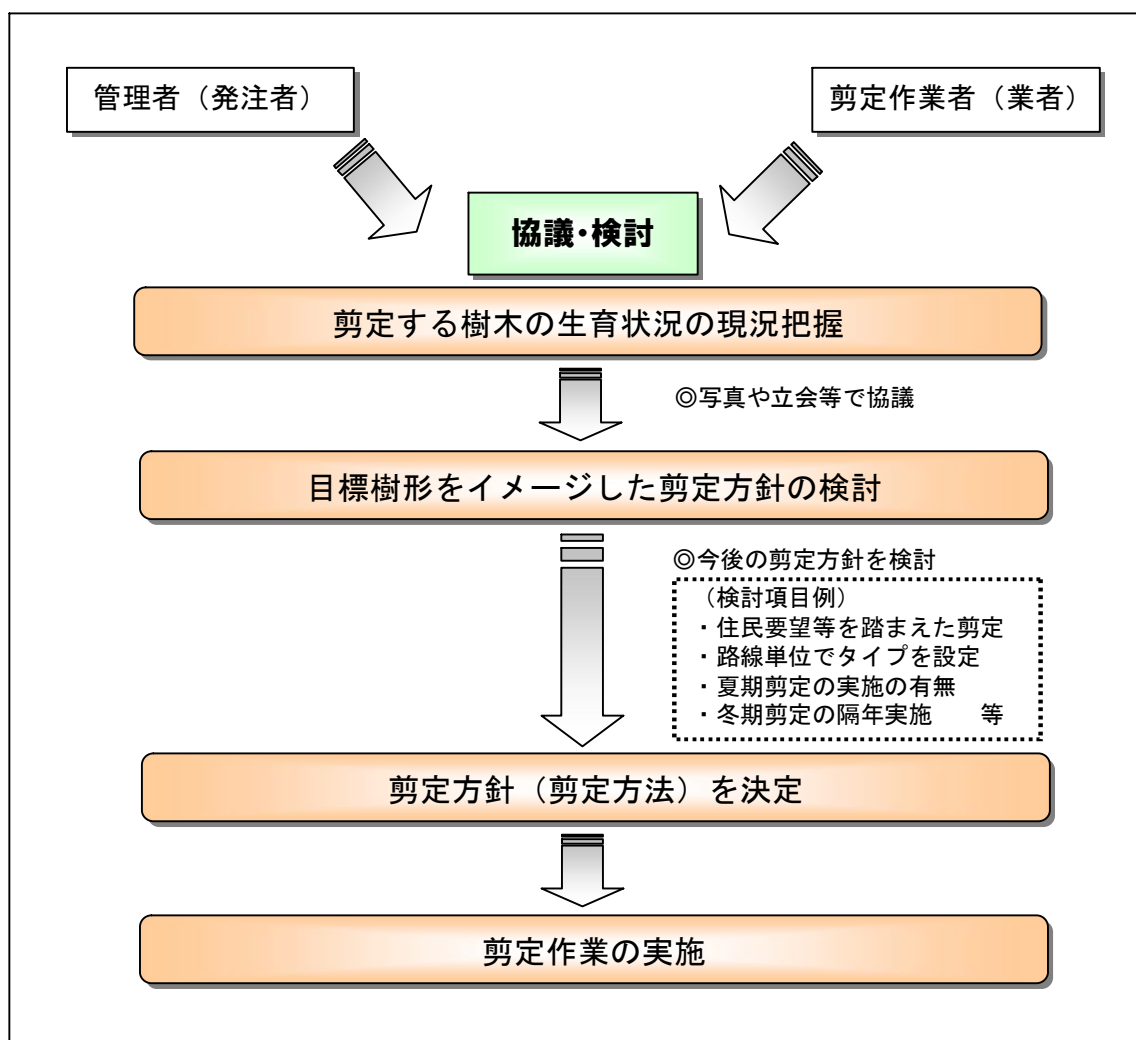 管理者（発注者）
剪定作業者（業者）
協議・検討
剪定する樹木の生育状況の現況把握
◎写真や立会等で協議
目標樹形をイメージした剪定方針の検討
◎今後の剪定方針を検討
（検討項目例）
・住民要望等を踏まえた剪定
・路線単位でタイプを設定
・夏期剪定の実施の有無
・冬期剪定の隔年実施　　等
剪定方針（剪定方法）を決定
剪定作業の実施